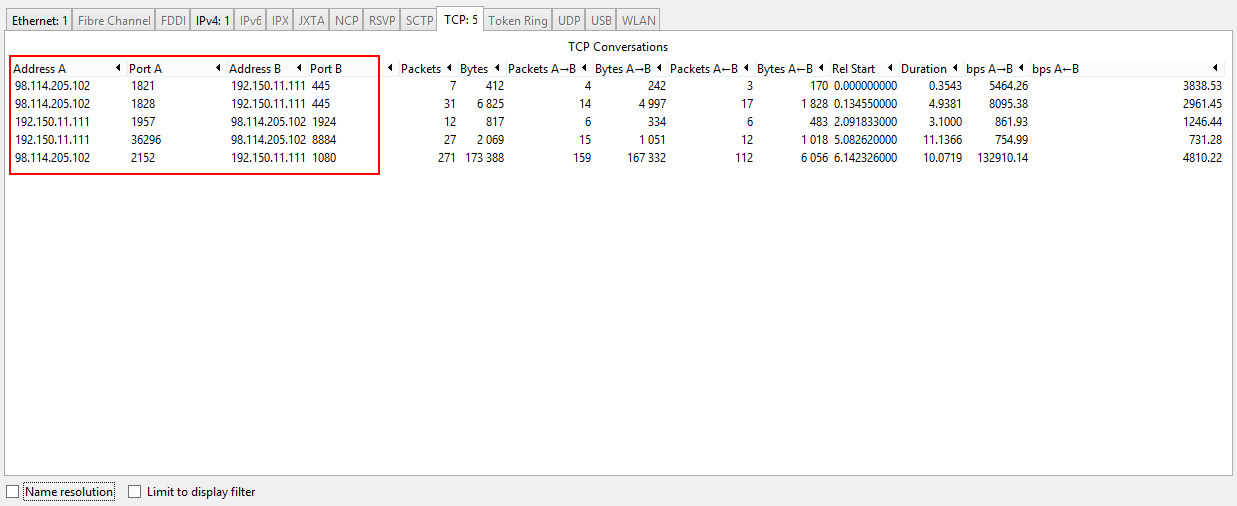 Ethernet: 1 Fibre Channel FDDI IPv4: 1 IPv6 IPX JXTA NCP RSVP SCTP TCP: 5 Token Ring UDP USB WLAN
TCP Conversations
Address A Port A Address B Port B Packets Bytes Packets A→B Bytes A→B Packets A←B Bytes A←B Rel Start Duration bps A→B bps A←B
98.114.205.102 1821 192.150.11.111 445 7 412 4 242 3 170 0.000000000 0.3543 5464.26 3838.53
98.114.205.102 1828 192.150.11.111 445 31 6 825 14 4 997 17 1 828 0.134550000 4.9381 8095.38 2961.45
192.150.11.111 1957 98.114.205.102 1924 12 817 6 334 6 483 2.091833000 3.1000 861.93 1246.44
192.150.11.111 36296 98.114.205.102 8884 27 2 069 15 1 051 12 1 018 5.082620000 11.1366 754.99 731.28
98.114.205.102 2152 192.150.11.111 1080 271 173 388 159 167 332 112 6 056 6.142326000 10.0719 132910.14 4810.22
Name resolution Limit to display filter